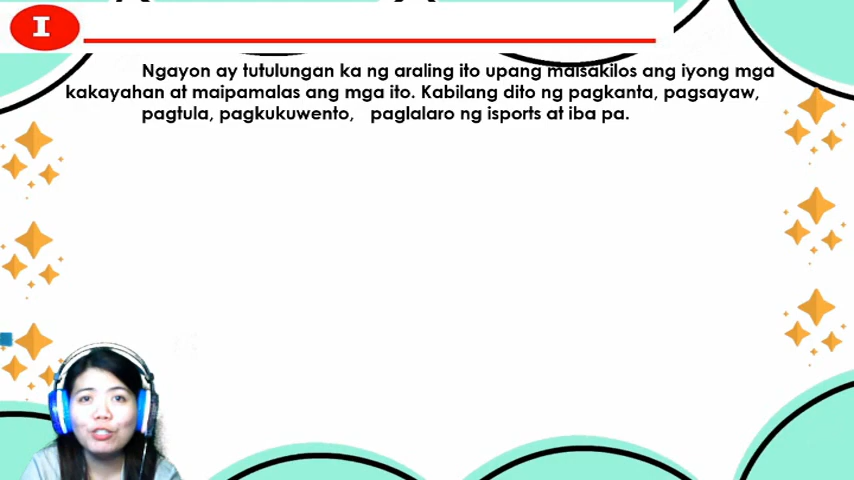 I
Ngayon ay tutulungan ka ng araling ito upang maisakilos ang iyong mga
kakayahan at maipamalas ang mga ito. Kabilang dito ng pagkanta, pagsayaw,
pagtula, pagkukuwento, paglalaro ng isports at iba pa.